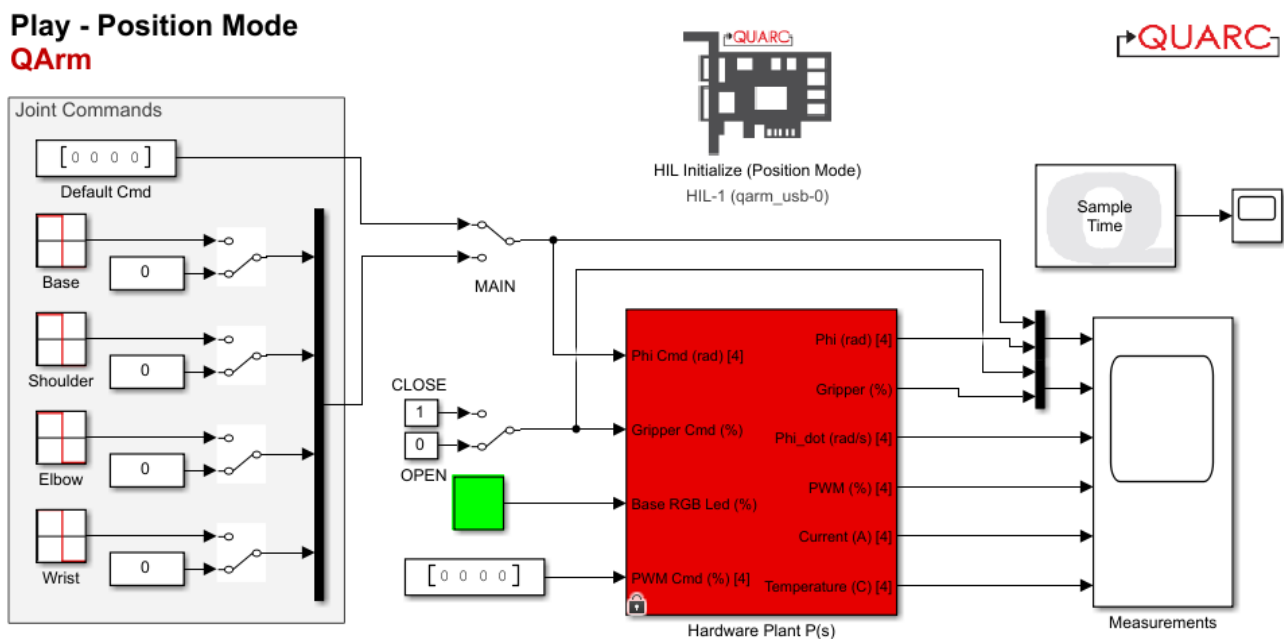 Play - Position Mode
QArm
QUARC
QUARC
Joint Commands
[0 0 0 0]
Default Cmd
HIL Initialize (Position Mode)
HIL-1 (qarm_usb-0)
Sample
Time
0
Base
MAIN
0
Shoulder
0
Elbow
0
Wrist
CLOSE
1
0
OPEN
[0 0 0 0]
Phi Cmd (rad) [4]
Gripper Cmd (%)
Base RGB Led (%)
PWM Cmd (%) [4]
Phi (rad) [4]
Gripper (%)
Phi_dot (rad/s) [4]
PWM (%) [4]
Current (A) [4]
Temperature (C) [4]
Hardware Plant P(s)
Measurements